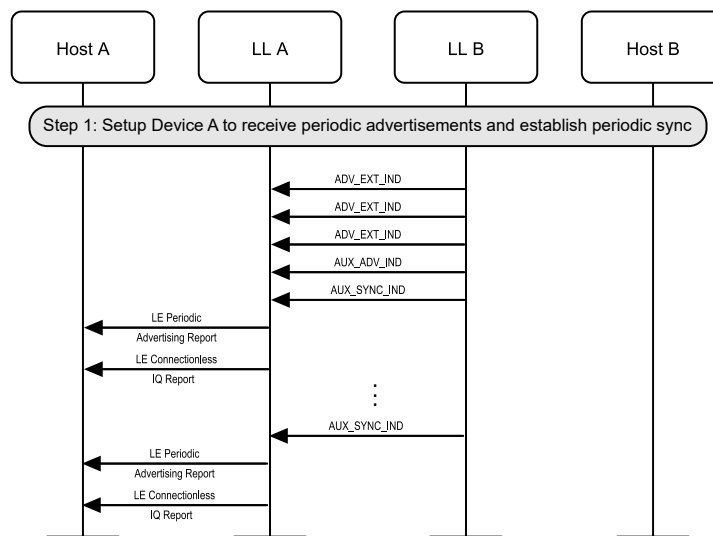 Host A
LL A
LL B
Host B
Step 1: Setup Device A to receive periodic advertisements and establish periodic sync
ADV_EXT_IND
ADV_EXT_IND
ADV_EXT_IND
AUX_ADV_IND
AUX_SYNC_IND
LE Periodic
Advertising Report
LE Connectionless
IQ Report
AUX_SYNC_IND
LE Periodic
Advertising Report
LE Connectionless
IQ Report